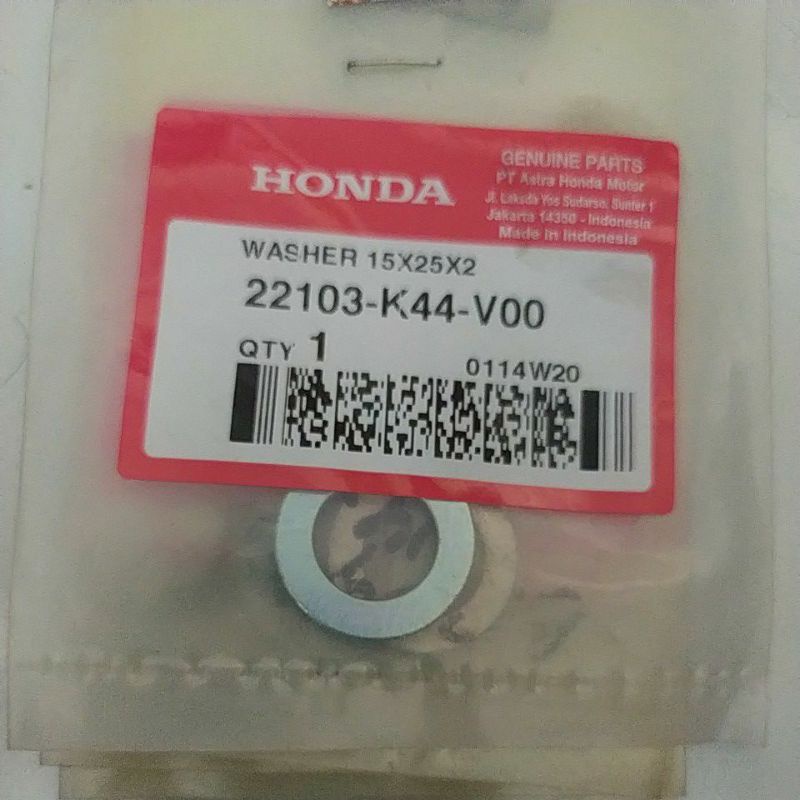 HONDA
GENUINE PARTS
PT Astra Honda Motor
Jl. Laksda Yos Sudarso, Sunter 1
Jakarta 14350 - Indonesia
Made in Indonesia
WASHER 15X25X2
22103-K44-V00
QTY 1
0114W20